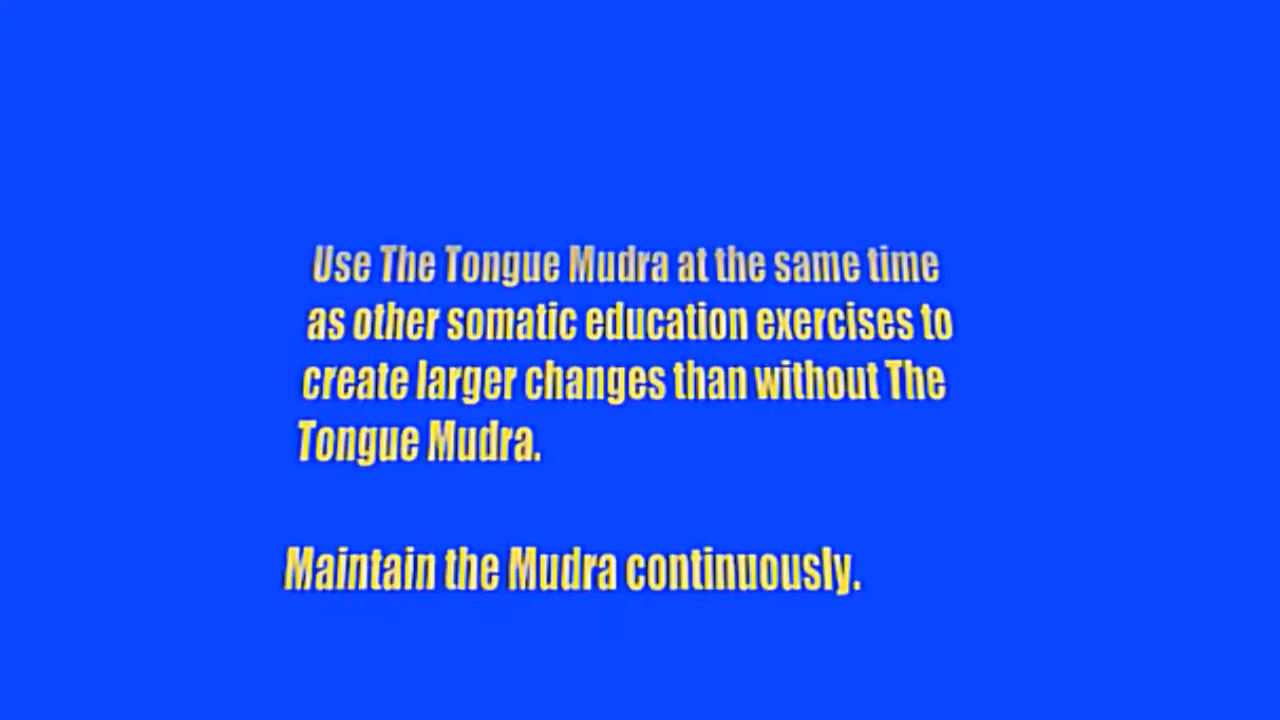 Use The Tongue Mudra at the same time
as other somatic education exercises to
create larger changes than without The
Tongue Mudra.
Maintain the Mudra continuously.